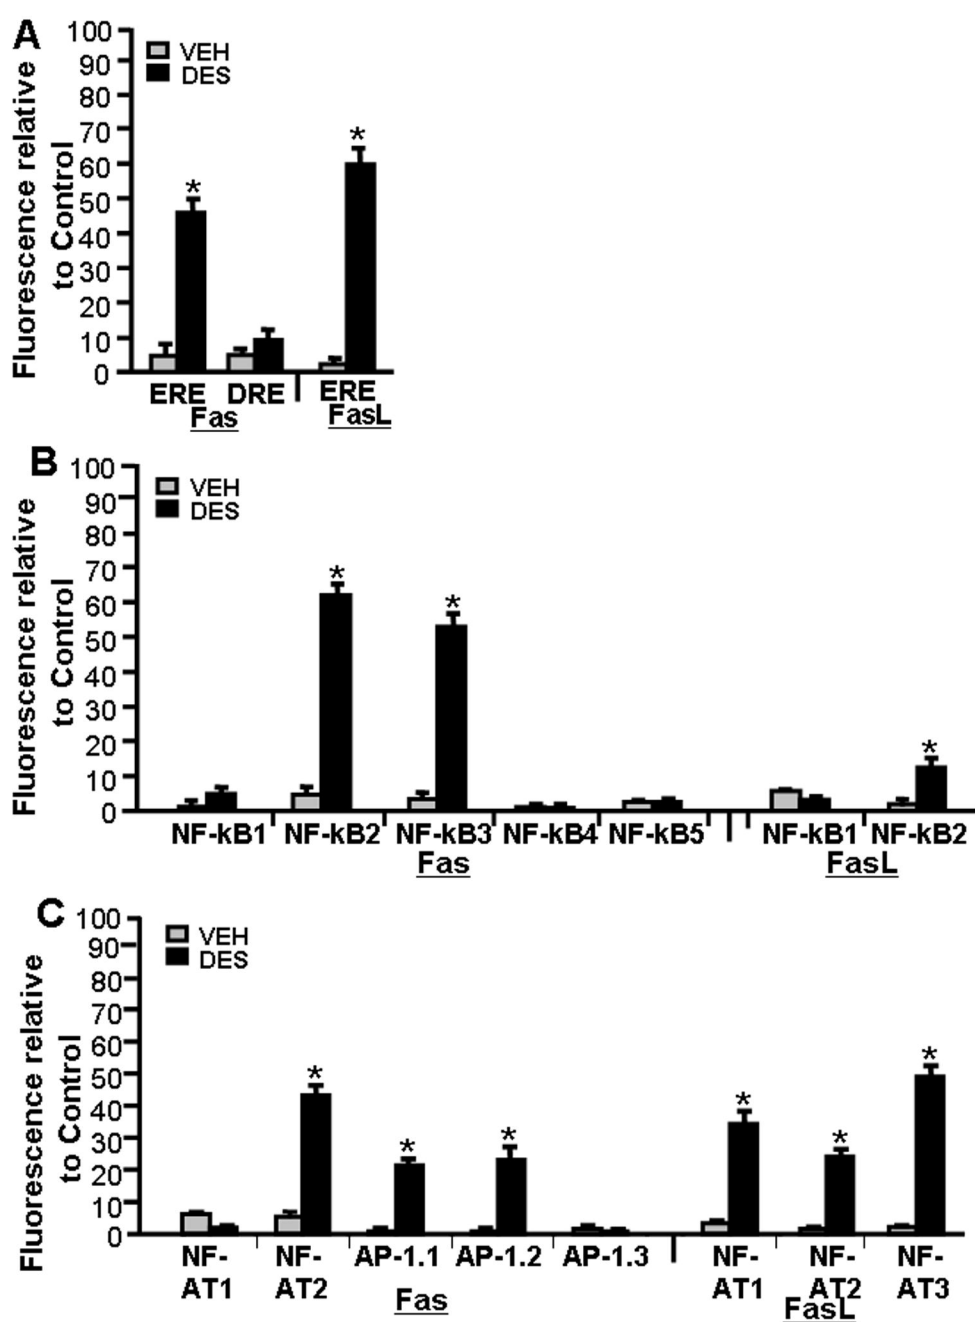 A
Fluorescence relative
to Control
100
90
80
70
60
50
40
30
20
10
0
VEH
DES
*
*
ERE DRE ERE
Fas FasL
B
Fluorescence relative
to Control
100
90
80
70
60
50
40
30
20
10
0
VEH
DES
*
*
*
NF-kB1 NF-kB2 NF-kB3 NF-kB4 NF-kB5 NF-kB1 NF-kB2
Fas FasL
C
Fluorescence relative
to Control
100
90
80
70
60
50
40
30
20
10
0
VEH
DES
*
*
*
*
*
*
NF- NF- AP-1.1 AP-1.2 AP-1.3 NF- NF- NF-
AT1 AT2 AT1 AT2 AT3
Fas FasL